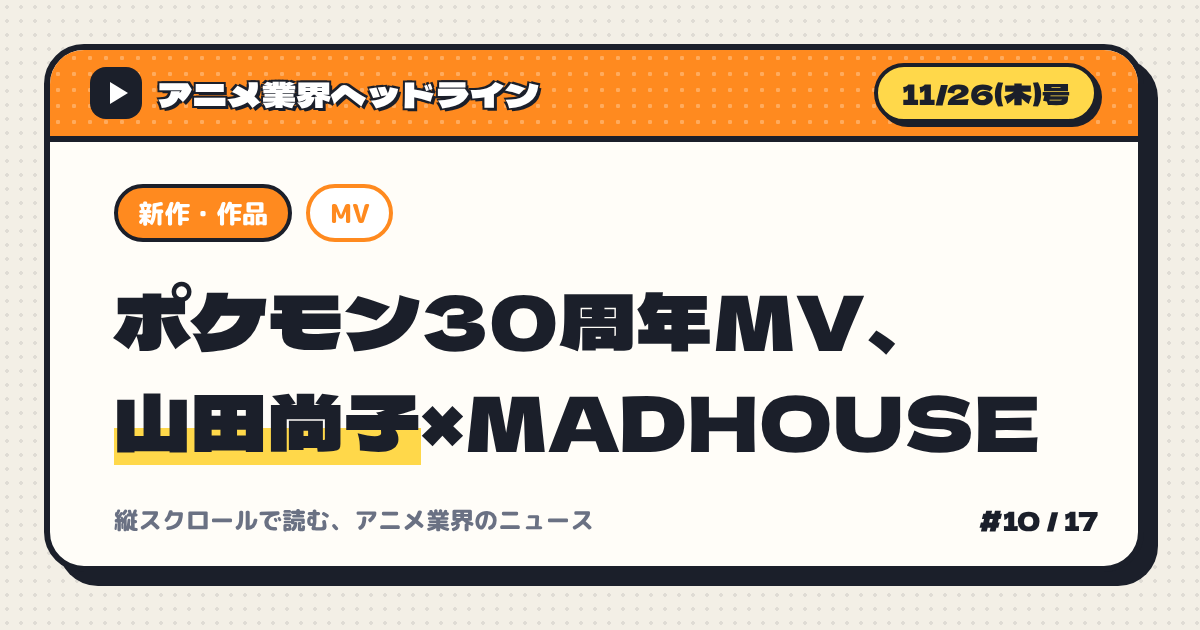 アニメ業界ヘッドライン
11/26(木)号
新作・作品
MV
ポケモン30周年MV、
山田尚子×MADHOUSE
縦スクロールで読む、アニメ業界のニュース
#10 / 17